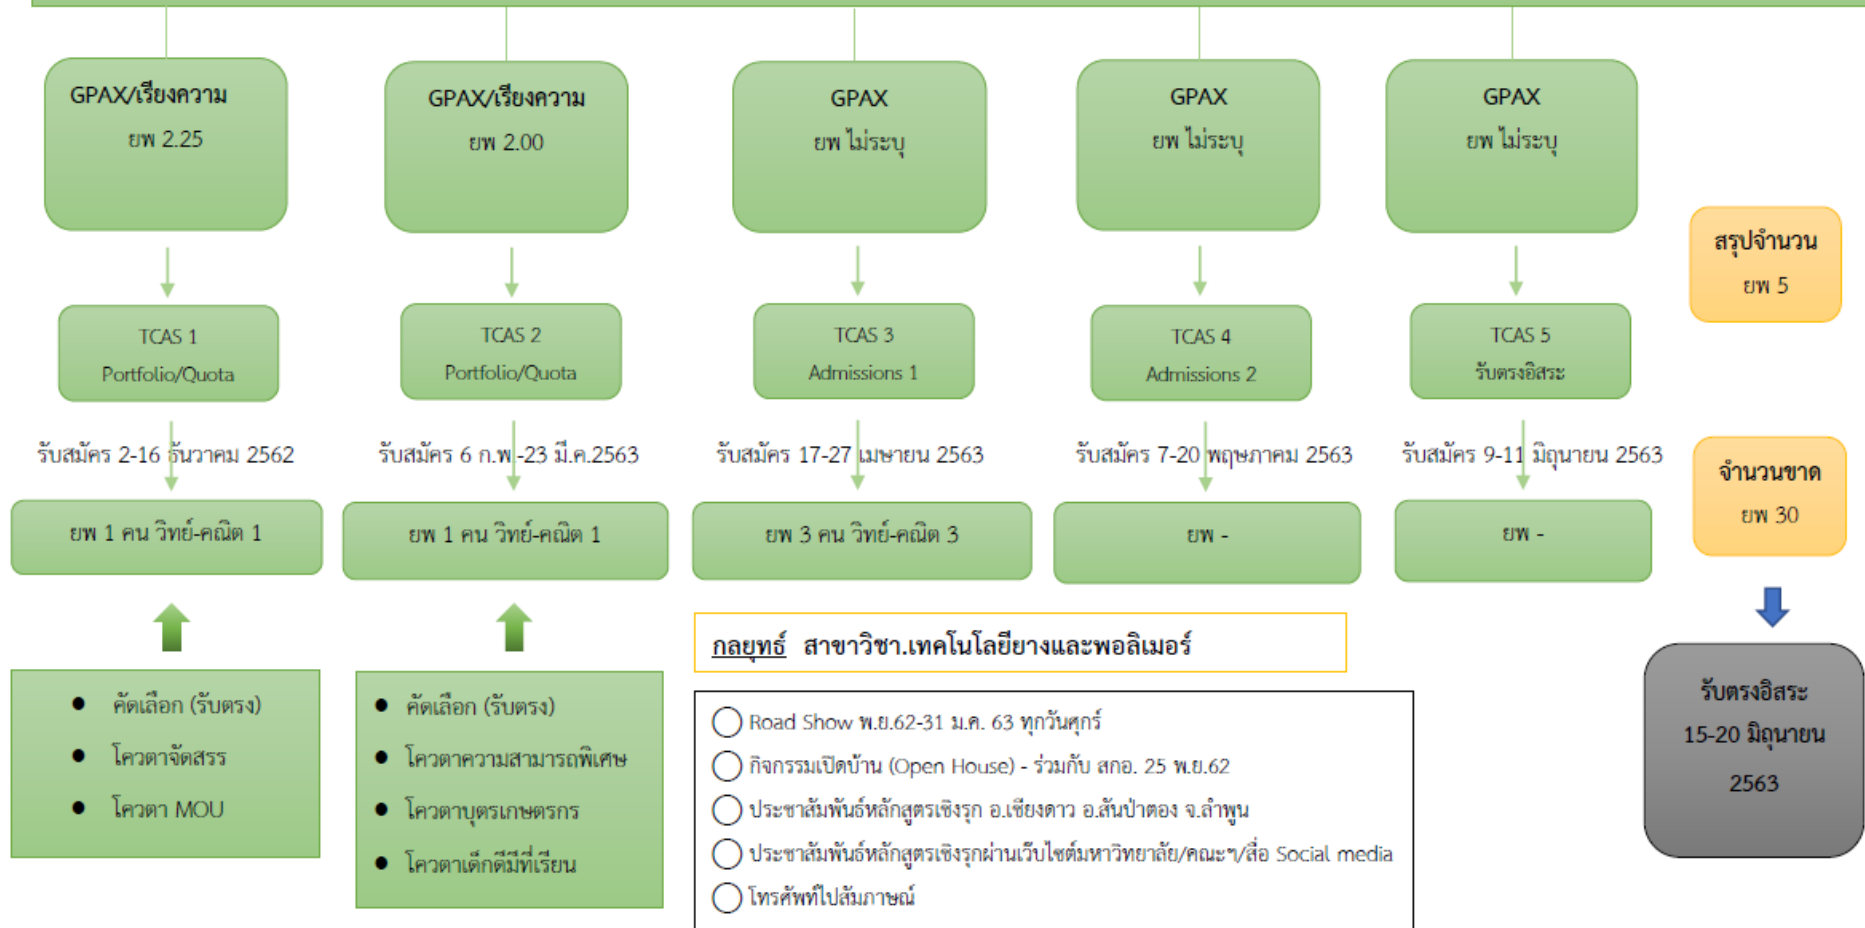 GPAX/เรียงความ
ยพ 2.25
GPAX/เรียงความ
ยพ 2.00
GPAX
ยพ ไม่ระบุ
GPAX
ยพ ไม่ระบุ
GPAX
ยพ ไม่ระบุ
สรุปจำนวน
ยพ 5
TCAS 1
Portfolio/Quota
TCAS 2
Portfolio/Quota
TCAS 3
Admissions 1
TCAS 4
Admissions 2
TCAS 5
รับตรงอิสระ
รับสมัคร 2-16 ธันวาคม 2562
รับสมัคร 6 ก.พ.-23 มี.ค.2563
รับสมัคร 17-27 เมษายน 2563
รับสมัคร 7-20 พฤษภาคม 2563
รับสมัคร 9-11 มิถุนายน 2563
จำนวนขาด
ยพ 30
ยพ 1 คน วิทย์-คณิต 1
ยพ 1 คน วิทย์-คณิต 1
ยพ 3 คน วิทย์-คณิต 3
ยพ -
ยพ -
● คัดเลือก (รับตรง)
● โควตาจัดสรร
● โควตา MOU
● คัดเลือก (รับตรง)
● โควตาความสามารถพิเศษ
● โควตาบุตรเกษตรกร
● โควตาเด็กดีมีที่เรียน
กลยุทธ์ สาขาวิชา.เทคโนโลยียางและพอลิเมอร์
○ Road Show พ.ย.62-31 ม.ค. 63 ทุกวันศุกร์
○ กิจกรรมเปิดบ้าน (Open House) - ร่วมกับ สกอ. 25 พ.ย.62
○ ประชาสัมพันธ์หลักสูตรเชิงรุก อ.เชียงดาว อ.สันป่าตอง จ.ลำพูน
○ ประชาสัมพันธ์หลักสูตรเชิงรุกผ่านเว็บไซต์มหาวิทยาลัย/คณะฯ/สื่อ Social media
○ โทรศัพท์ไปสัมภาษณ์
รับตรงอิสระ
15-20 มิถุนายน
2563